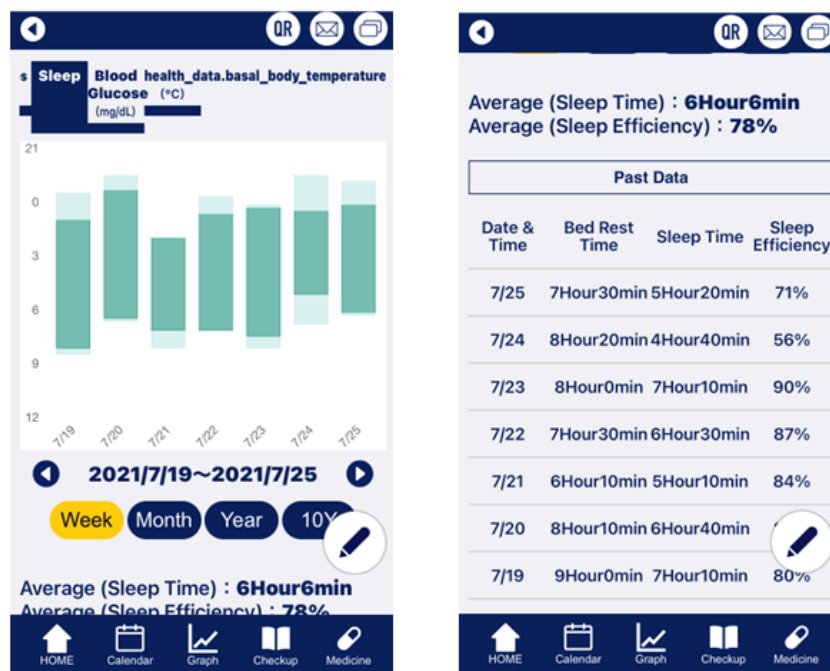 QR
s Sleep Blood Glucose (mg/dL) health_data.basal_body_temperature (°C)
21
0
3
6
9
12
7/19 7/20 7/21 7/22 7/23 7/24 7/25
2021/7/19~2021/7/25
Week Month Year 10Y
Average (Sleep Time) : 6Hour6min
Average (Sleep Efficiency) : 78%
HOME Calendar Graph Checkup Medicine
QR
Average (Sleep Time) : 6Hour6min
Average (Sleep Efficiency) : 78%
Past Data
Date & Time Bed Rest Time Sleep Time Sleep Efficiency
7/25 7Hour30min 5Hour20min 71%
7/24 8Hour20min 4Hour40min 56%
7/23 8Hour0min 7Hour10min 90%
7/22 7Hour30min 6Hour30min 87%
7/21 6Hour10min 5Hour10min 84%
7/20 8Hour10min 6Hour40min
7/19 9Hour0min 7Hour10min 80%
HOME Calendar Graph Checkup Medicine